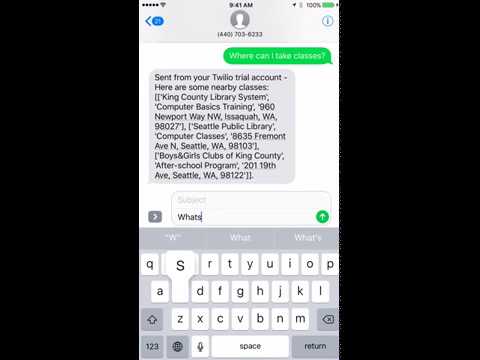 9:41 AM 100%
21
(440) 703-6233
Where can I take classes?
Sent from your Twilio trial account -
Here are some nearby classes:
[['King County Library System',
'Computer Basics Training', '960
Newport Way NW, Issaquah, WA,
98027'], ['Seattle Public Library',
'Computer Classes', '8635 Fremont
Ave N, Seattle, WA, 98103'],
['Boys&Girls Clubs of King County',
'After-school Program', '201 19th
Ave, Seattle, WA, 98122']].
Subject
Whats
"W" What What's
q S r t y u i o p
a d f g h j k l
z x c v b n m
123 space return